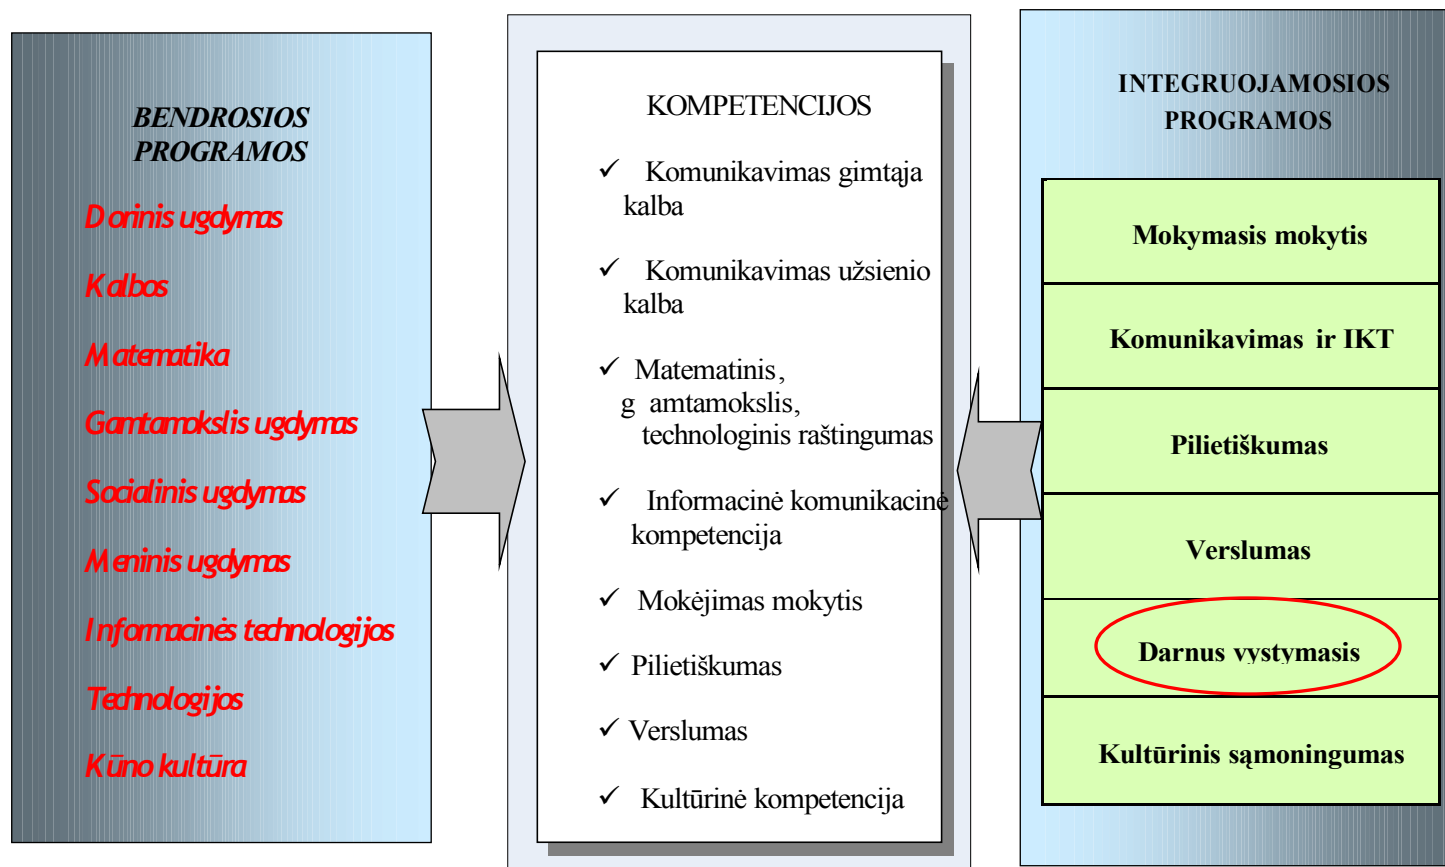 BENDROSIOS
PROGRAMOS
Dorinis ugdymas
Kalbos
Matematika
Gamtamokslis ugdymas
Socialinis ugdymas
Meninis ugdymas
Informacinės technologijos
Technologijos
Kūno kultūra
KOMPETENCIJOS
✓ Komunikavimas gimtąja
kalba
✓ Komunikavimas užsienio
kalba
✓ Matematinis,
g amtamokslis,
technologinis raštingumas
✓ Informacinė komunikacinė
kompetencija
✓ Mokėjimas mokytis
✓ Pilietiškumas
✓ Verslumas
✓ Kultūrinė kompetencija
INTEGRUOJAMOSIOS
PROGRAMOS
Mokymasis mokytis
Komunikavimas ir IKT
Pilietiškumas
Verslumas
Darnus vystymasis
Kultūrinis sąmoningumas